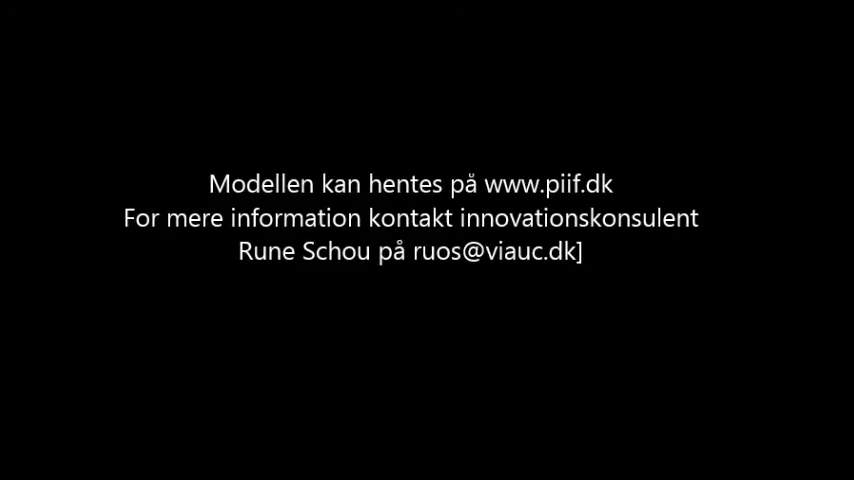 Modellen kan hentes på www.piif.dk
For mere information kontakt innovationskonsulent
Rune Schou på ruos@viauc.dk]